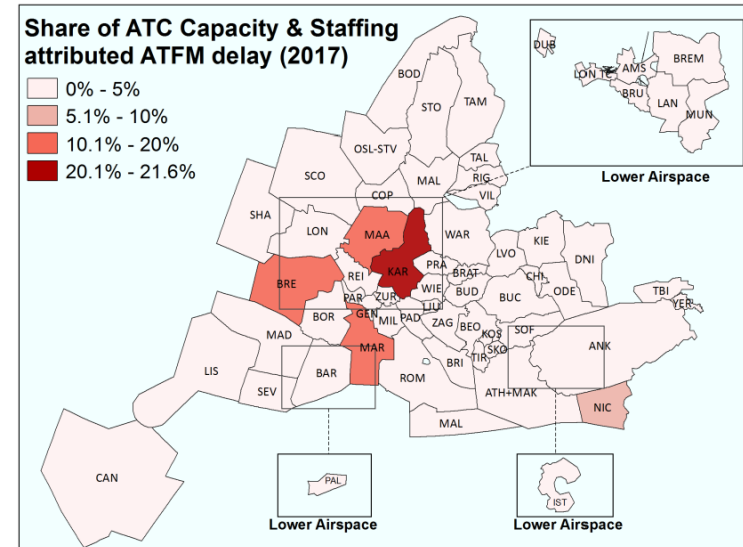 Share of ATC Capacity & Staffing
attributed ATFM delay (2017)
0% - 5%
5.1% - 10%
10.1% - 20%
20.1% - 21.6%
DUB
LON TC
AMS
BREM
BRU
LAN
MUN
Lower Airspace
BOD
STO
TAM
OSL-STV
SCO
COP
MAL
TAL
RIG
VIL
SHA
LON
MAA
WAR
KAR
PRA
LVO
KIE
DNI
REI
BRAT
CHI
BRE
PAR
ZUR
WIE
BUD
BUC
ODE
TBI
YER
BOR
GEN
MIL
PAD
LJU
ZAG
BEO
KOS
SOF
MAD
MAR
SKO
ANK
LIS
BAR
ROM
BRI
TIR
SEV
ATH+MAK
NIC
MAL
CAN
PAL
Lower Airspace
IST
Lower Airspace